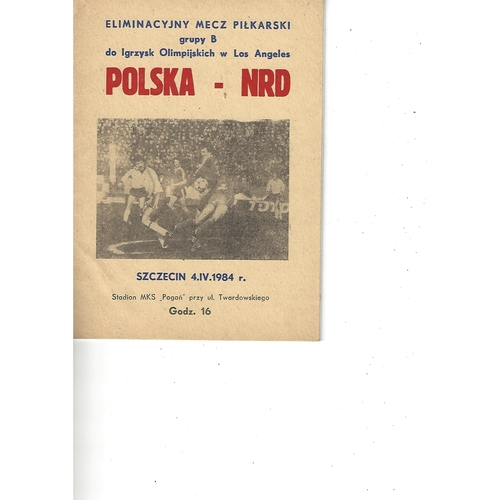 ELIMINACYJNY MECZ PIŁKARSKI
grupy B
do Igrzysk Olimpijskich w Los Angeles
POLSKA - NRD
SZCZECIN 4.IV.1984 r.
Stadion MKS „Pogoń" przy ul. Twardowskiego
Godz. 16